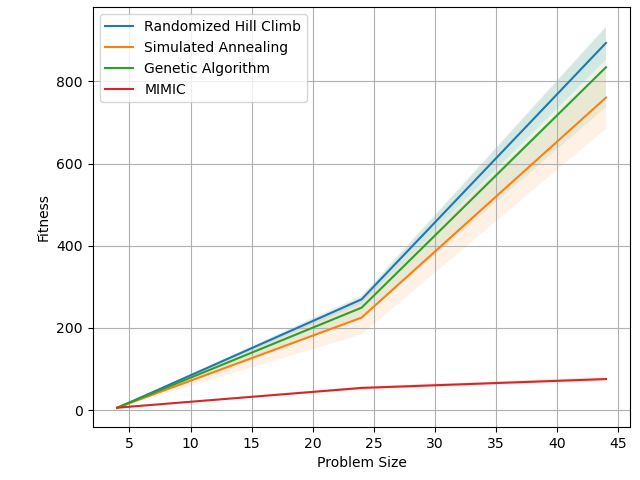 Randomized Hill Climb
Simulated Annealing
Genetic Algorithm
MIMIC
800
600
400
200
0
Fitness
5 10 15 20 25 30 35 40 45
Problem Size